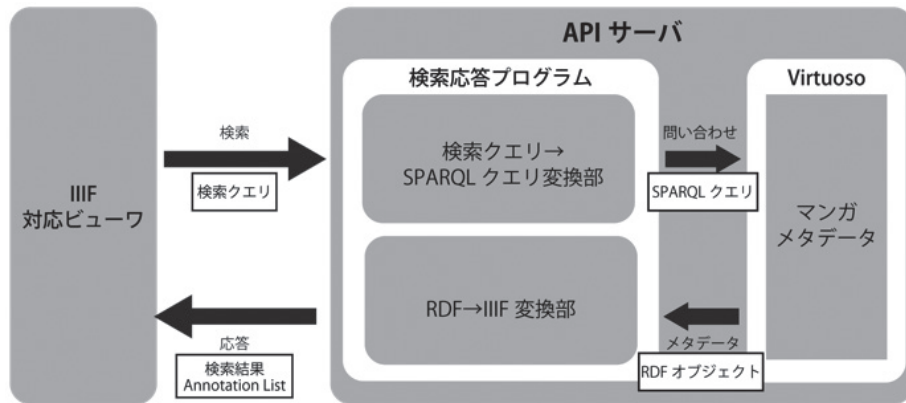 API サーバ
IIIF
対応ビューワ
検索
検索クエリ
応答
検索結果
Annotation List
検索応答プログラム
検索クエリ→
SPARQL クエリ変換部
RDF→IIIF 変換部
問い合わせ
SPARQL クエリ
メタデータ
RDF オブジェクト
Virtuoso
マンガ
メタデータ